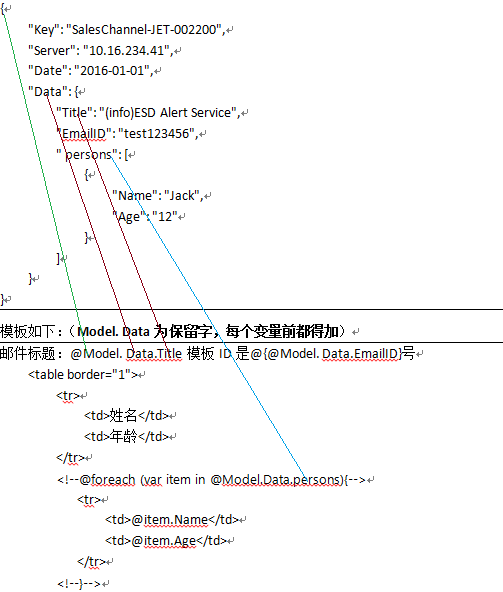 {
"Key": "SalesChannel-JET-002200",
"Server": "10.16.234.41",
"Date": "2016-01-01",
"Data": {
"Title": "(info)ESD Alert Service",
"EmailID": "test123456",
" persons": [
{
"Name": "Jack",
"Age": "12"
}
]
}
}
模板如下：（Model. Data 为保留字，每个变量前都得加）
邮件标题：@Model. Data.Title 模板 ID 是@{@Model. Data.EmailID}号
<table border="1">
<tr>
<td>姓名</td>
<td>年龄</td>
</tr>
<!--@foreach (var item in @Model.Data.persons){-->
<tr>
<td>@item.Name</td>
<td>@item.Age</td>
</tr>
<!--}-->